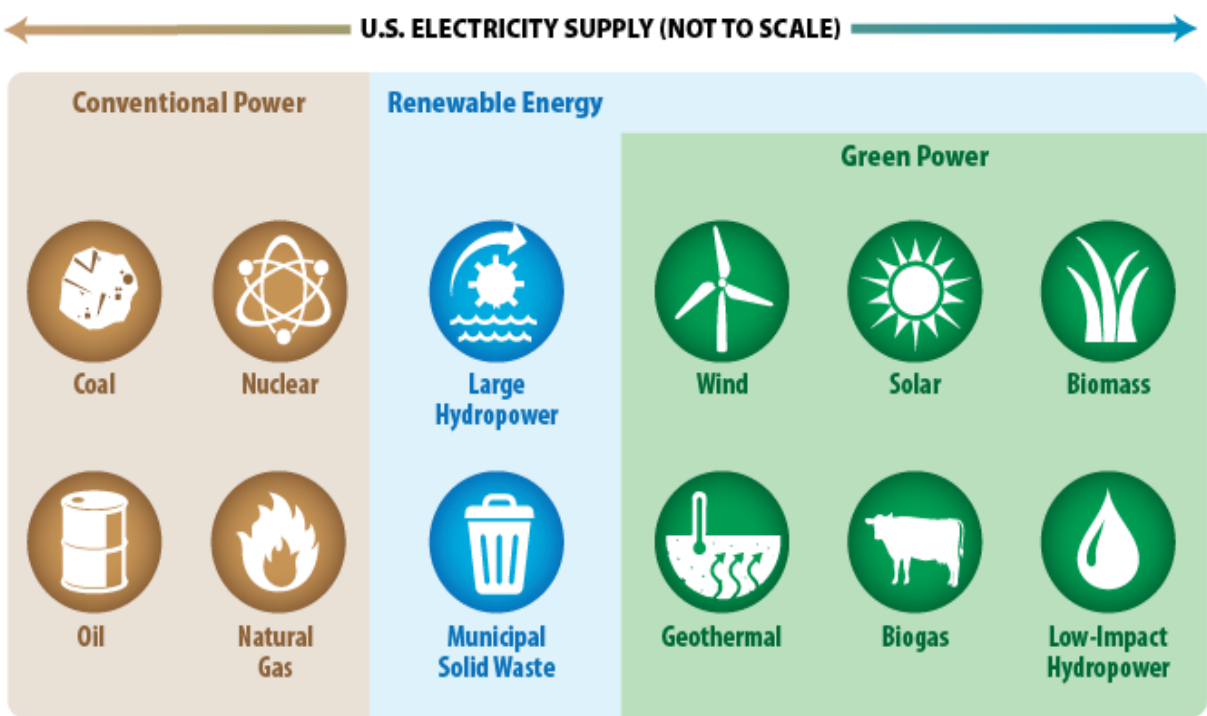 U.S. ELECTRICITY SUPPLY (NOT TO SCALE)
Conventional Power
Renewable Energy
Green Power
Coal
Nuclear
Large
Hydropower
Wind
Solar
Biomass
Oil
Natural
Gas
Municipal
Solid Waste
Geothermal
Biogas
Low-Impact
Hydropower